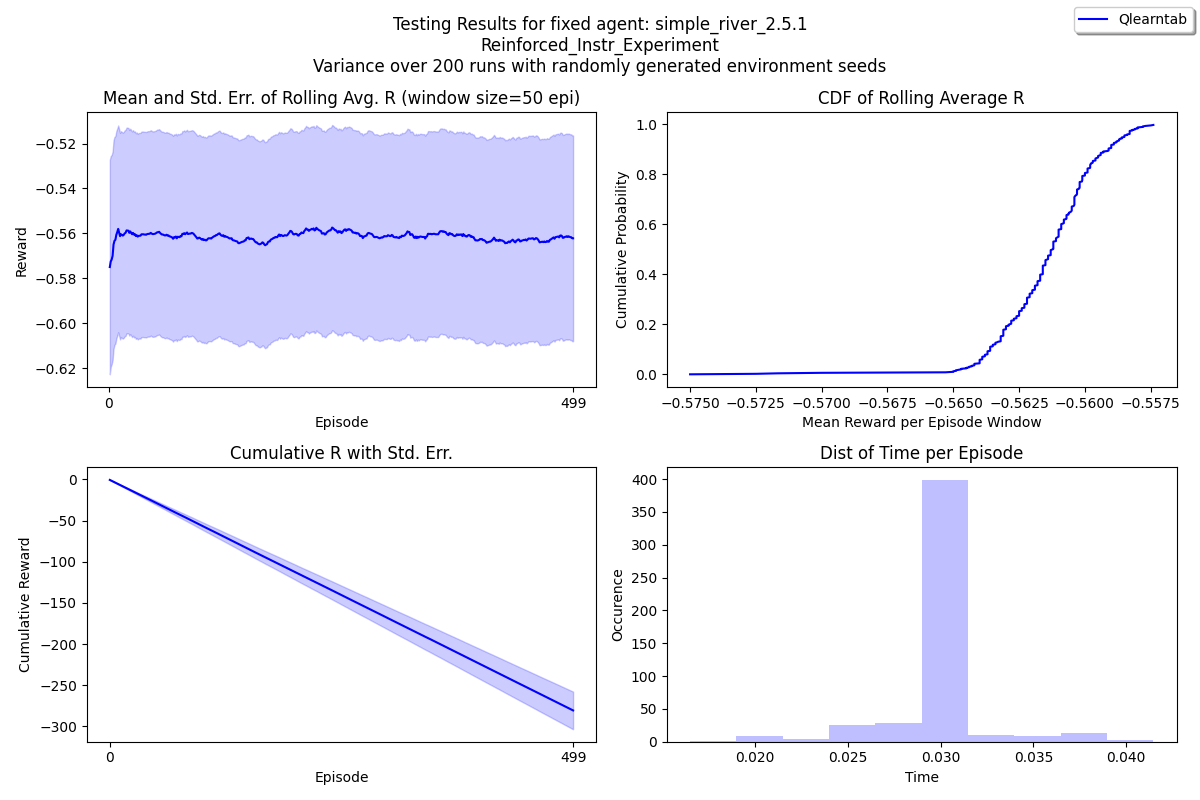 Testing Results for fixed agent: simple_river_2.5.1
Reinforced_Instr_Experiment
Variance over 200 runs with randomly generated environment seeds
Qlearntab
Mean and Std. Err. of Rolling Avg. R (window size=50 epi)
Reward
−0.52
−0.54
−0.56
−0.58
−0.60
−0.62
0
499
Episode
CDF of Rolling Average R
Cumulative Probability
1.0
0.8
0.6
0.4
0.2
0.0
−0.5750
−0.5725
−0.5700
−0.5675
−0.5650
−0.5625
−0.5600
−0.5575
Mean Reward per Episode Window
Cumulative R with Std. Err.
Cumulative Reward
0
−50
−100
−150
−200
−250
−300
0
499
Episode
Dist of Time per Episode
Occurence
400
350
300
250
200
150
100
50
0
0.020
0.025
0.030
0.035
0.040
Time